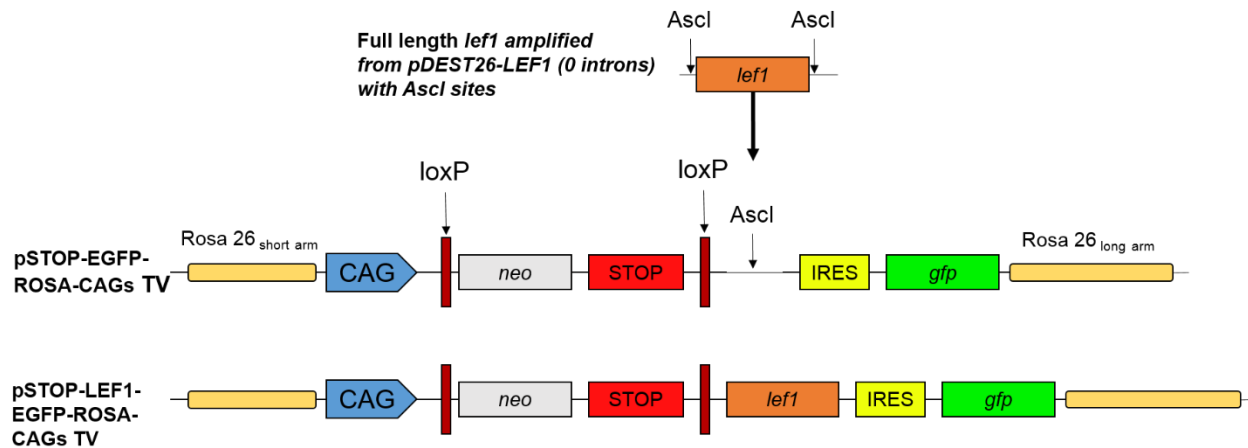 AscI AscI
Full length lef1 amplified
from pDEST26-LEF1 (0 introns)
with AscI sites
lef1
loxP loxP
AscI
Rosa 26 short arm
Rosa 26 long arm
pSTOP-EGFP-
ROSA-CAGs TV
CAG neo STOP IRES gfp
pSTOP-LEF1-
EGFP-ROSA-
CAGs TV
CAG neo STOP lef1 IRES gfp